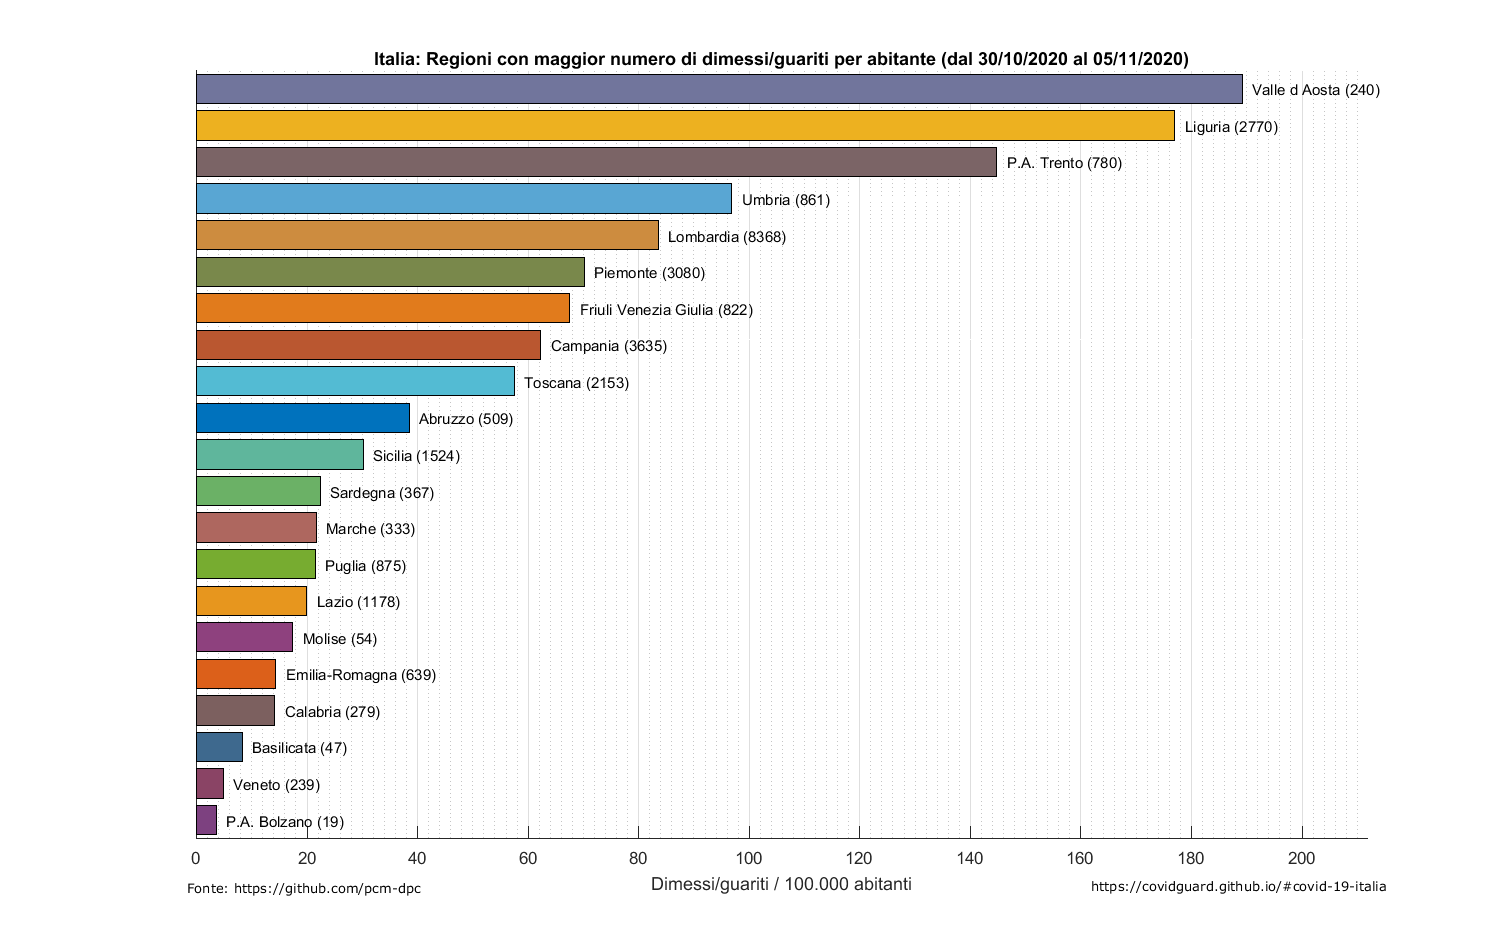 Italia: Regioni con maggior numero di dimessi/guariti per abitante (dal 30/10/2020 al 05/11/2020)
Valle d Aosta (240)
Liguria (2770)
P.A. Trento (780)
Umbria (861)
Lombardia (8368)
Piemonte (3080)
Friuli Venezia Giulia (822)
Campania (3635)
Toscana (2153)
Abruzzo (509)
Sicilia (1524)
Sardegna (367)
Marche (333)
Puglia (875)
Lazio (1178)
Molise (54)
Emilia-Romagna (639)
Calabria (279)
Basilicata (47)
Veneto (239)
P.A. Bolzano (19)
0 20 40 60 80 100 120 140 160 180 200
Dimessi/guariti / 100.000 abitanti
Fonte: https://github.com/pcm-dpc
https://covidguard.github.io/#covid-19-italia